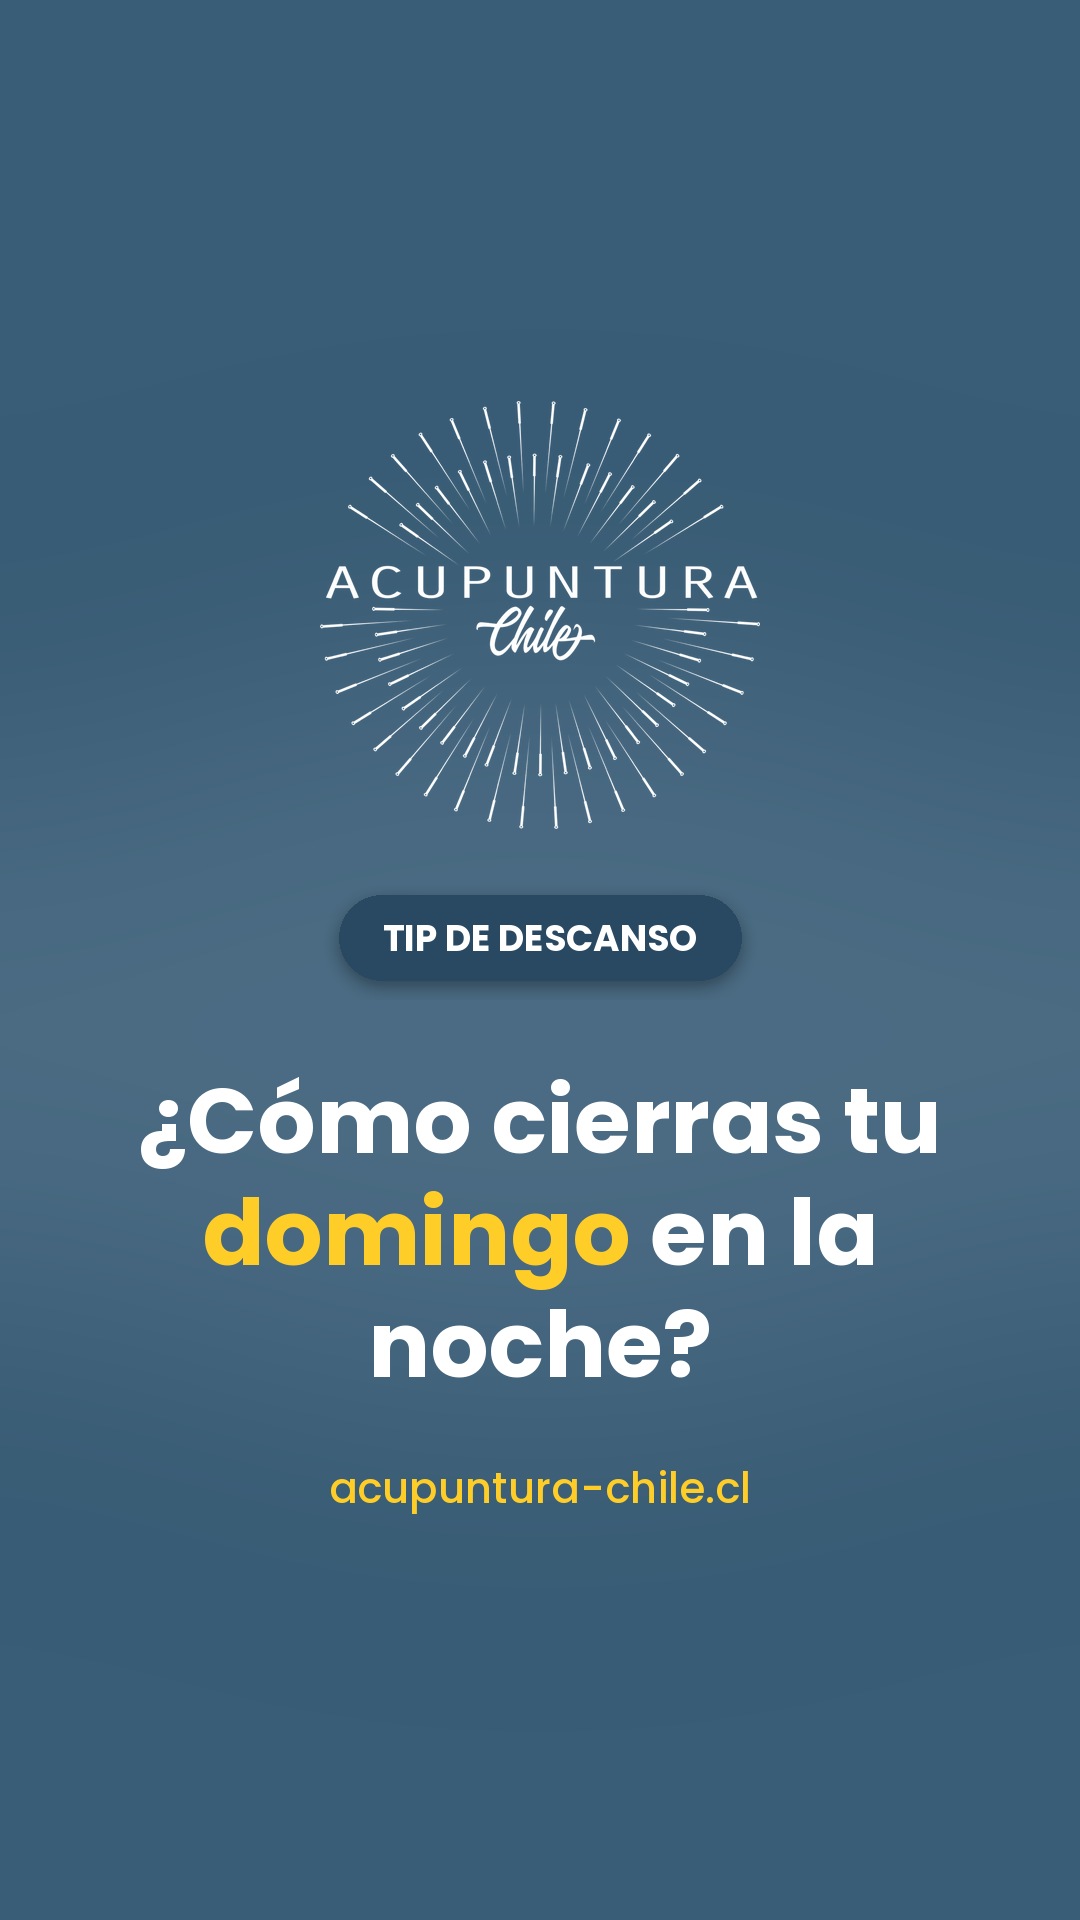 ACUPUNTURA
Chile
TIP DE DESCANSO
¿Cómo cierras tu
domingo en la
noche?
acupuntura-chile.cl